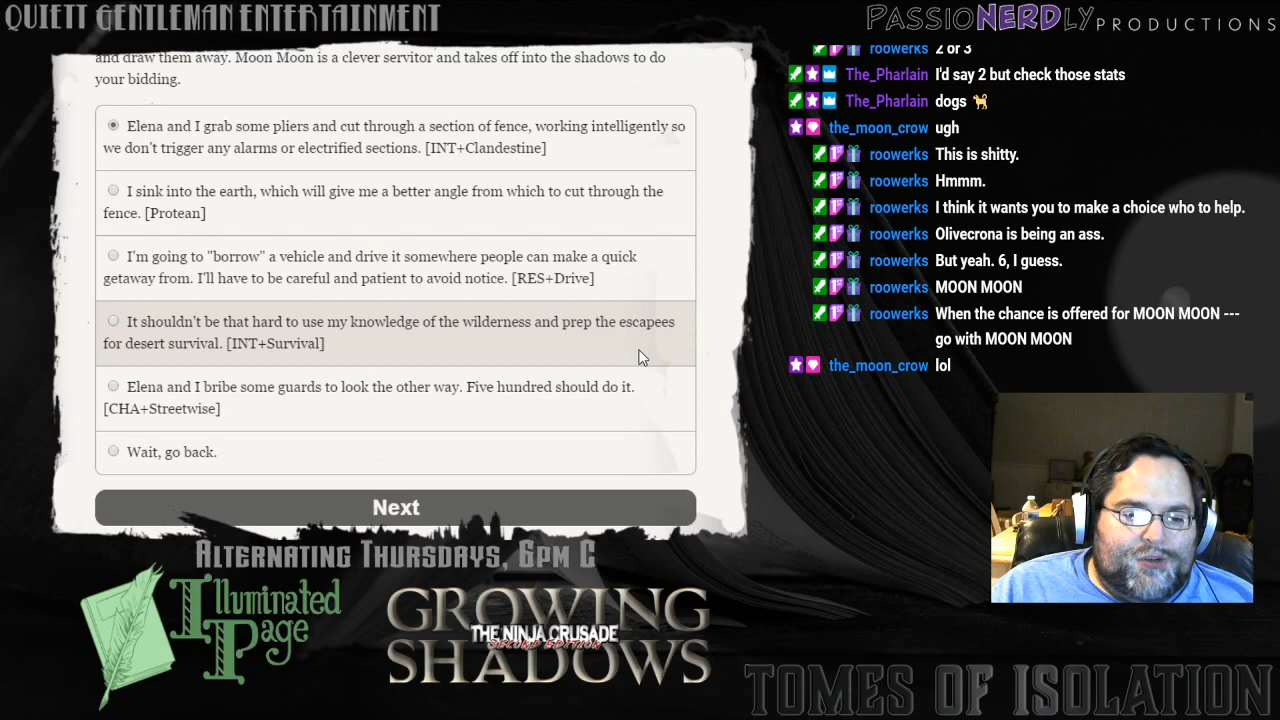 QUIETT GENTLEMAN ENTERTAINMENT
PASSIONERDLY PRODUCTIONS
and draw them away. Moon Moon is a clever servitor and takes off into the shadows to do
your bidding.
Elena and I grab some pliers and cut through a section of fence, working intelligently so
we don't trigger any alarms or electrified sections. [INT+Clandestine]
I sink into the earth, which will give me a better angle from which to cut through the
fence. [Protean]
I'm going to "borrow" a vehicle and drive it somewhere people can make a quick
getaway from. I'll have to be careful and patient to avoid notice. [RES+Drive]
It shouldn't be that hard to use my knowledge of the wilderness and prep the escapees
for desert survival. [INT+Survival]
Elena and I bribe some guards to look the other way. Five hundred should do it.
[CHA+Streetwise]
Wait, go back.
Next
roowerks 2 or 3
The_Pharlain I'd say 2 but check those stats
The_Pharlain dogs 🐕
the_moon_crow ugh
roowerks This is shitty.
roowerks Hmmm.
roowerks I think it wants you to make a choice who to help.
roowerks Olivecrona is being an ass.
roowerks But yeah. 6, I guess.
roowerks MOON MOON
roowerks When the chance is offered for MOON MOON ---
go with MOON MOON
the_moon_crow lol
ALTERNATING THURSDAYS, 6PM C
ILLUMINATED
PAGE
GROWING
THE NINJA CRUSADE
SECOND EDITION
SHADOWS
TOMES OF ISOLATION